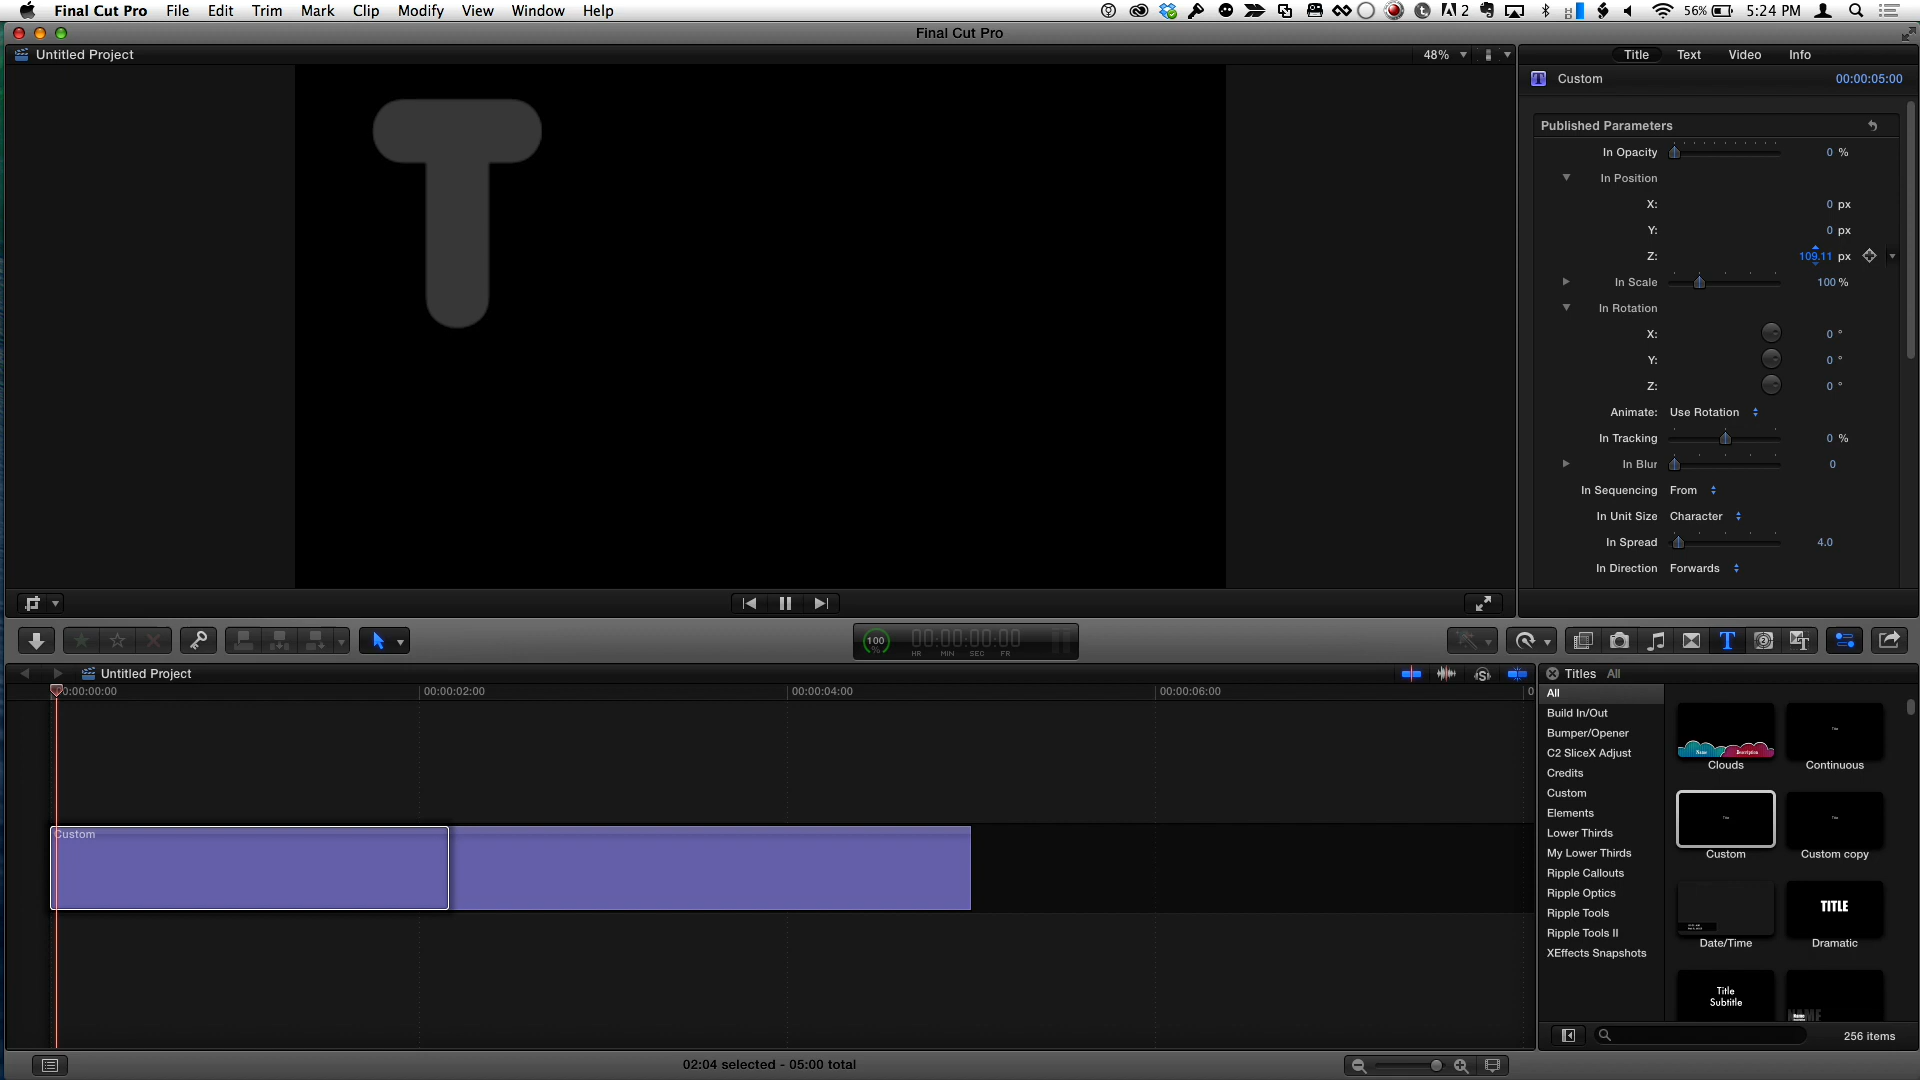 Final Cut Pro File Edit Trim Mark Clip Modify View Window Help 2 56% 5:24 PM
Final Cut Pro
Untitled Project 48% Title Text Video Info
Custom 00:00:05:00
Published Parameters
In Opacity 0 %
In Position
X: 0 px
Y: 0 px
Z: 109.11 px
In Scale 100 %
In Rotation
X: 0 °
Y: 0 °
Z: 0 °
Animate: Use Rotation
In Tracking 0 %
In Blur 0
In Sequencing From
In Unit Size Character
In Spread 4.0
In Direction Forwards
T
100 % 00:00:00:00
HR MIN SEC FR
Untitled Project
00:00:00:00 00:00:02:00 00:00:04:00 00:00:06:00 0
Custom
Titles All
All
Build In/Out
Bumper/Opener
C2 SliceX Adjust
Credits
Custom
Elements
Lower Thirds
My Lower Thirds
Ripple Callouts
Ripple Optics
Ripple Tools
Ripple Tools II
XEffects Snapshots
Name Description
Clouds
Title
Continuous
Title
Custom
Title
Custom copy
Date/Time
TITLE
Dramatic
Title
Subtitle
NAME
256 items
02:04 selected - 05:00 total